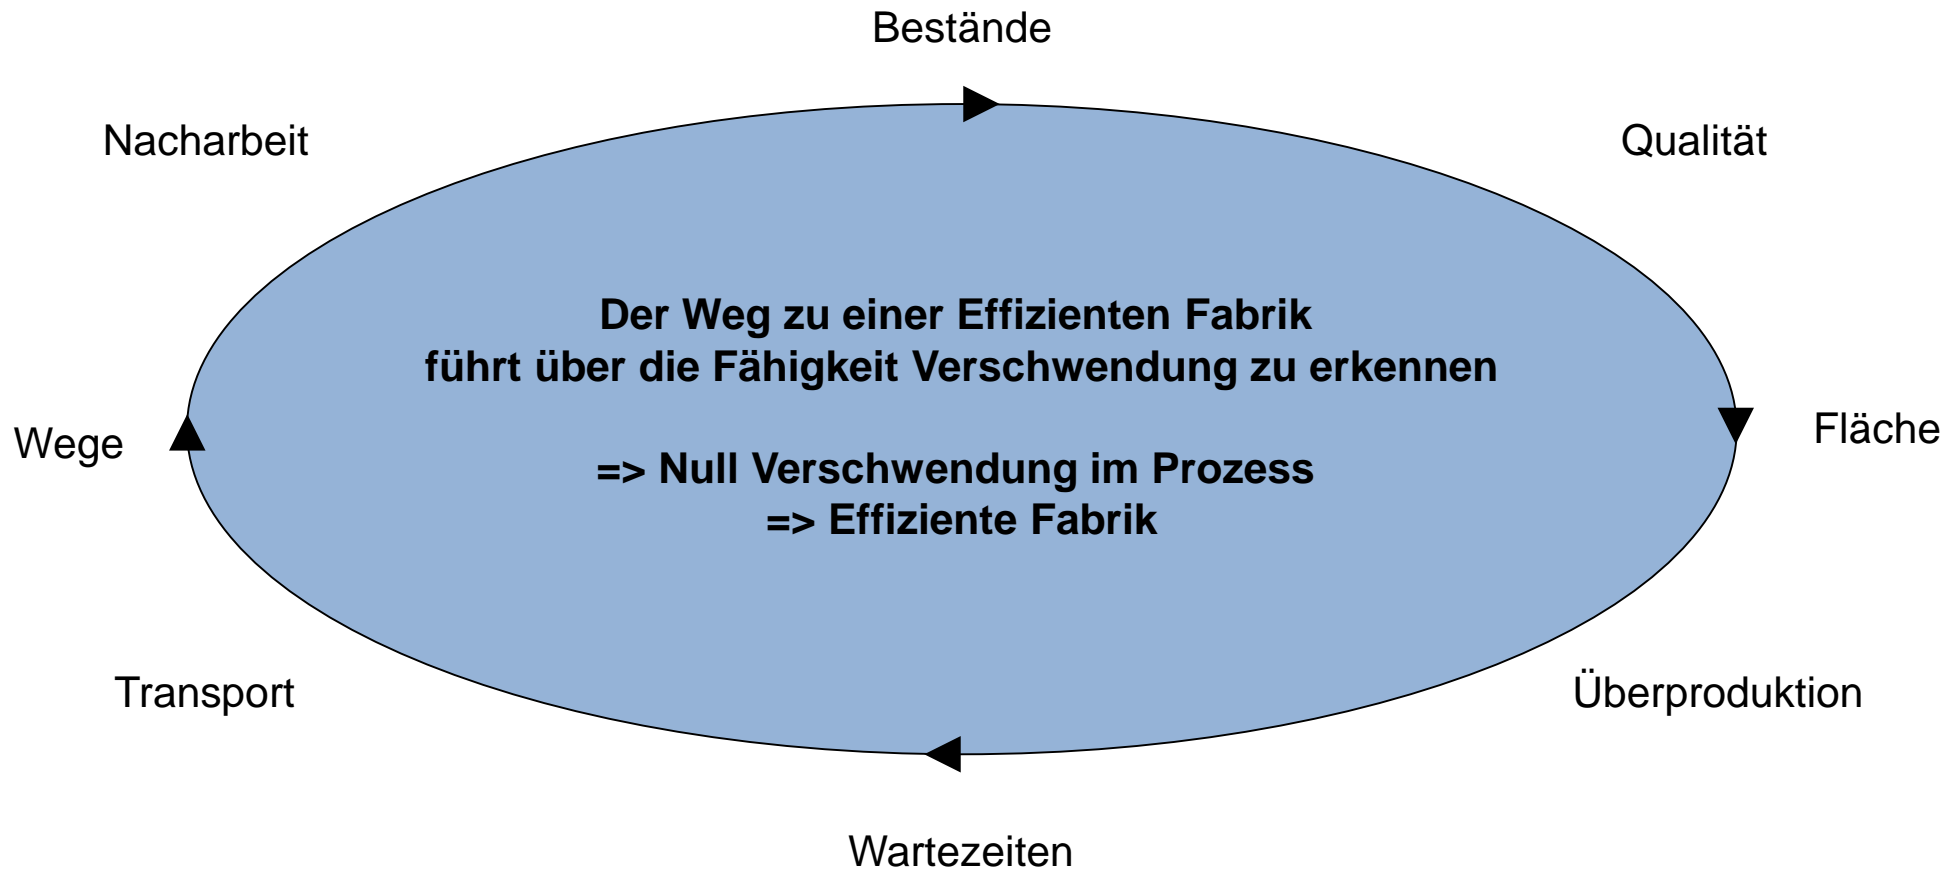 Bestände
Nacharbeit
Qualität
Der Weg zu einer Effizienten Fabrik
führt über die Fähigkeit Verschwendung zu erkennen
Wege
Fläche
=> Null Verschwendung im Prozess
=> Effiziente Fabrik
Transport
Überproduktion
Wartezeiten